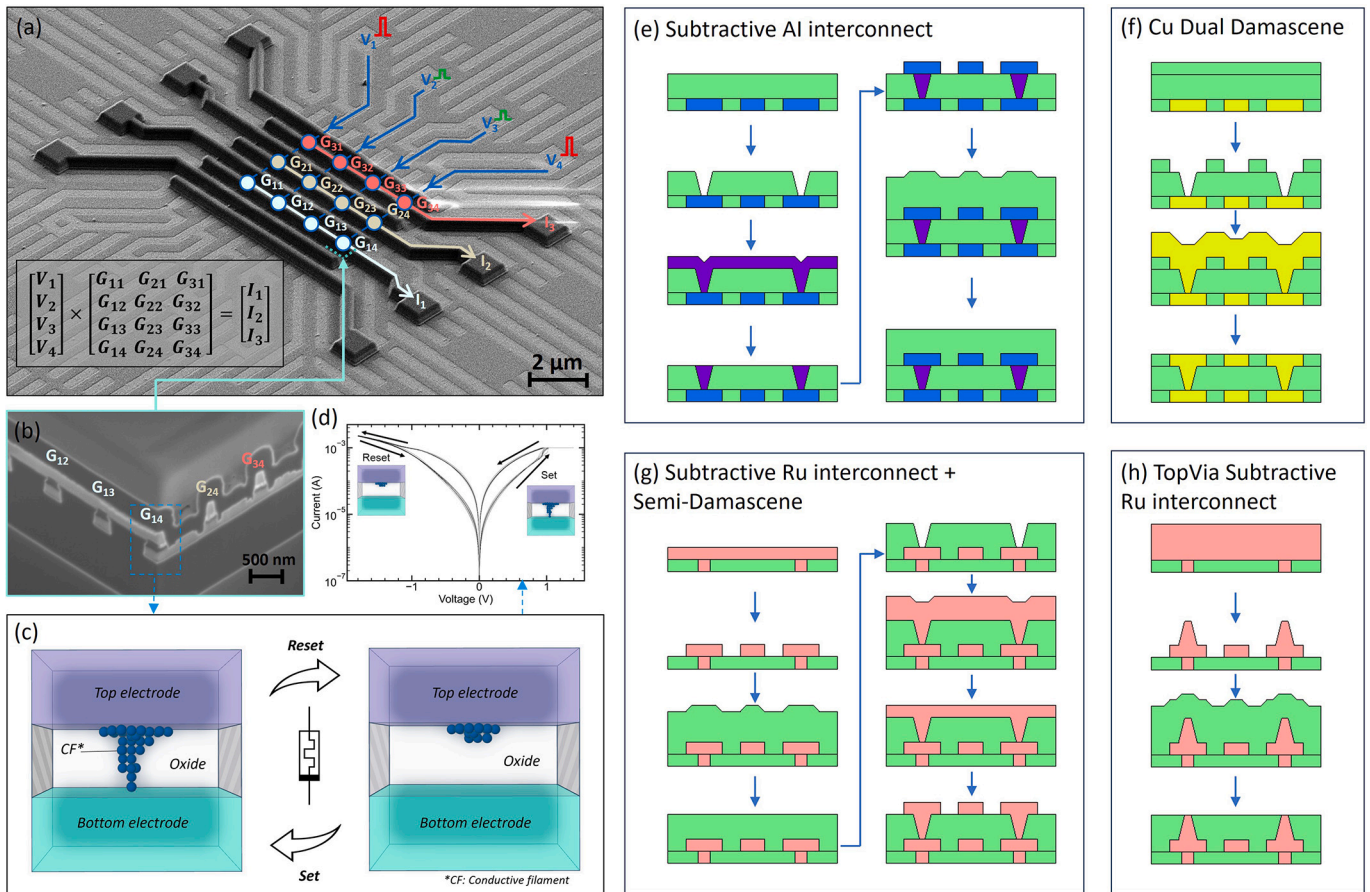 (a)
V1
V2
V3
V4
G31
G21
G32
G11
G22
G33
G12
G23
G24
G34
G13
G14
I3
I2
I1
[V1 V2 V3 V4] × [G11 G21 G31
G12 G22 G32
G13 G23 G33
G14 G24 G34] = [I1 I2 I3]
2 µm
(b)
G12
G13
G14
G24
G34
500 nm
(d)
Current (A)
10⁻³
10⁻⁵
10⁻⁷
Reset
Set
−1 0 1
Voltage (V)
(c)
Top electrode
CF*
Oxide
Bottom electrode
Reset
Set
Top electrode
Oxide
Bottom electrode
*CF: Conductive filament
(e) Subtractive Al interconnect
(f) Cu Dual Damascene
(g) Subtractive Ru interconnect +
Semi-Damascene
(h) TopVia Subtractive
Ru interconnect